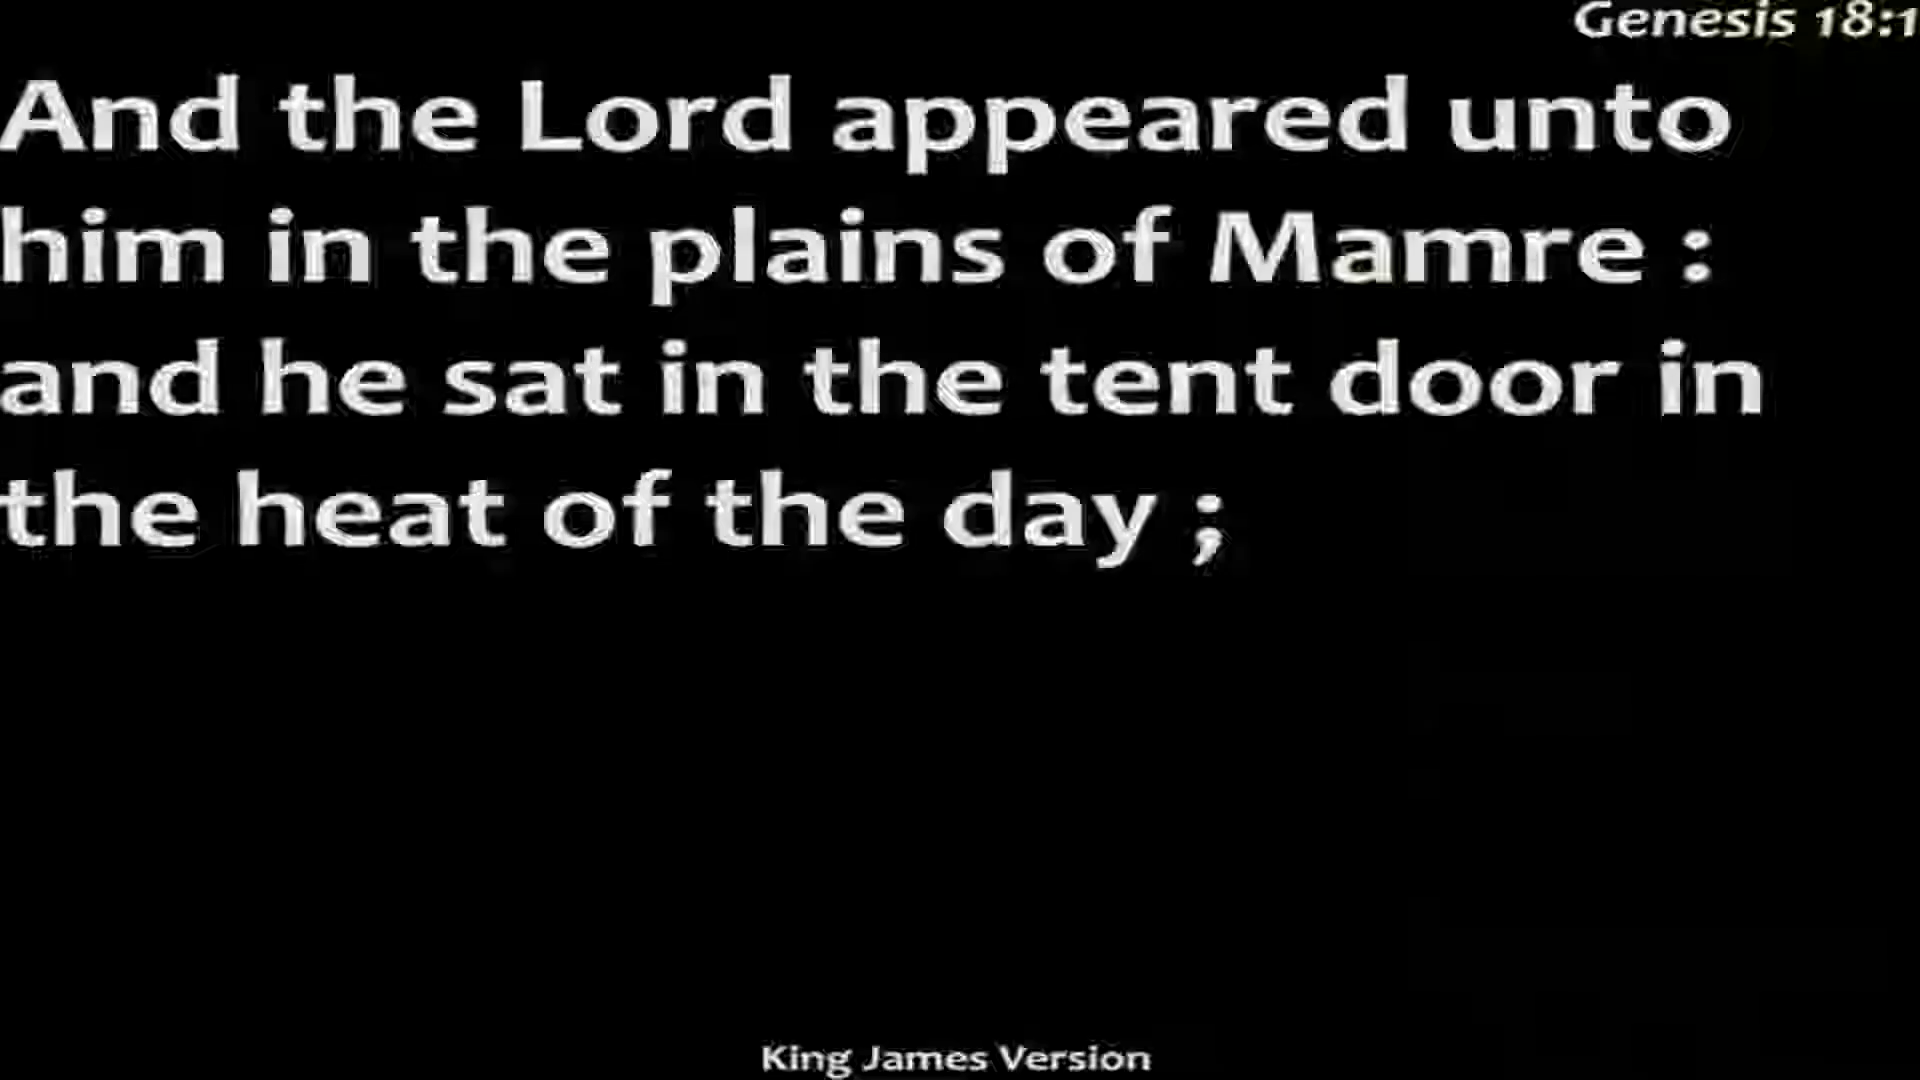 Genesis 18:1
And the Lord appeared unto
him in the plains of Mamre :
and he sat in the tent door in
the heat of the day ;
King James Version